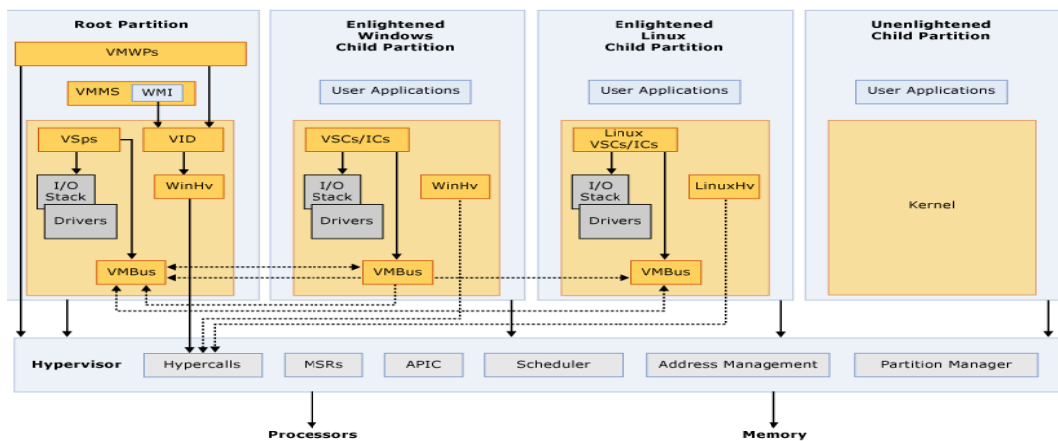 Root Partition
VMWPs
VMMS
WMI
VSps
VID
I/O
Stack
WinHv
Drivers
VMBus
Enlightened
Windows
Child Partition
User Applications
VSCs/ICs
I/O
Stack
WinHv
Drivers
VMBus
Enlightened
Linux
Child Partition
User Applications
Linux
VSCs/ICs
I/O
Stack
LinuxHv
Drivers
VMBus
Unenlightened
Child Partition
User Applications
Kernel
Hypervisor
Hypercalls
MSRs
APIC
Scheduler
Address Management
Partition Manager
Processors
Memory